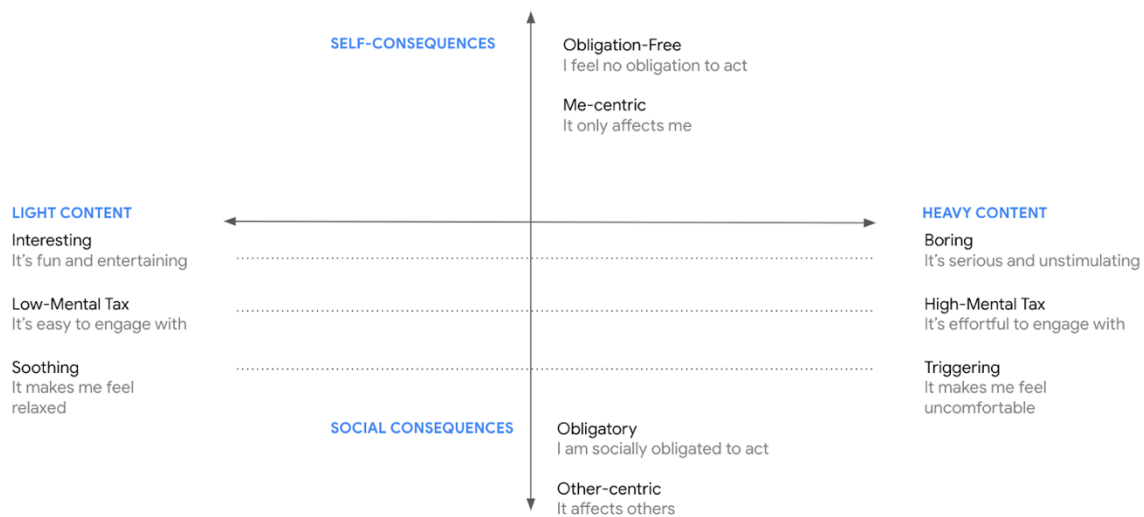 SELF-CONSEQUENCES
Obligation-Free
I feel no obligation to act
Me-centric
It only affects me
LIGHT CONTENT
HEAVY CONTENT
Interesting
It's fun and entertaining
Boring
It's serious and unstimulating
Low-Mental Tax
It's easy to engage with
High-Mental Tax
It's effortful to engage with
Soothing
It makes me feel
relaxed
Triggering
It makes me feel
uncomfortable
SOCIAL CONSEQUENCES
Obligatory
I am socially obligated to act
Other-centric
It affects others